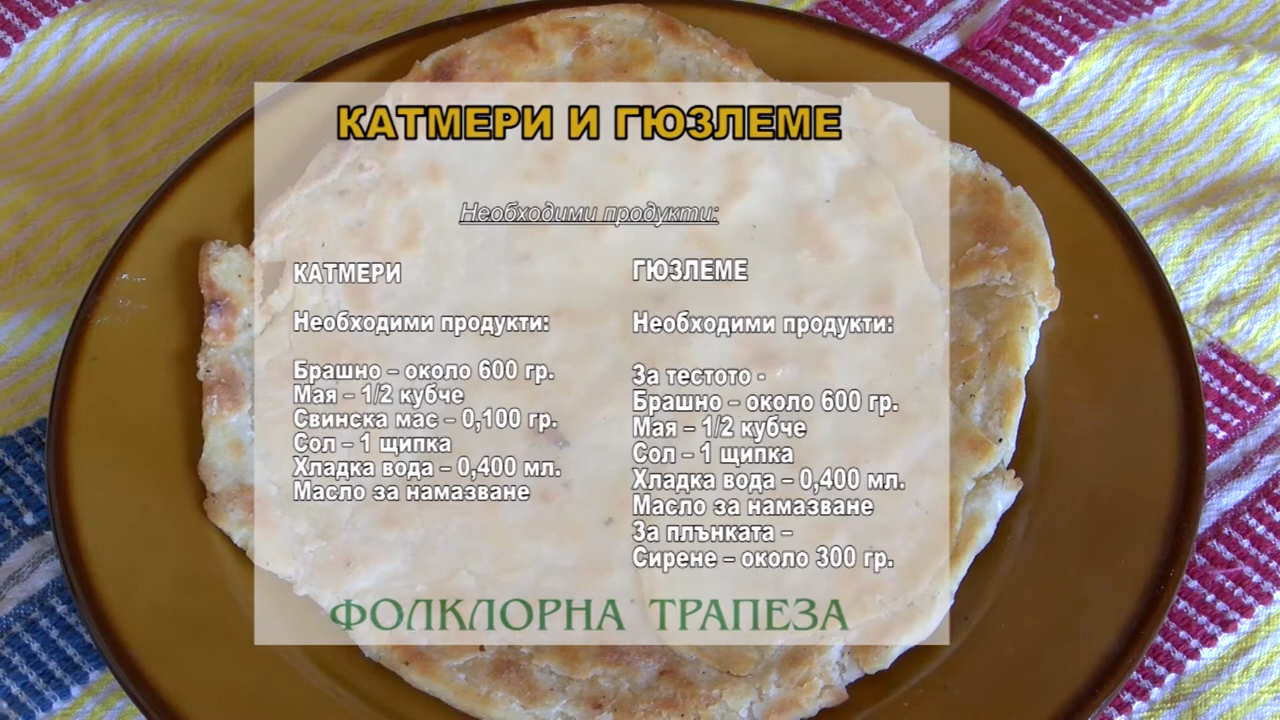 КАТМЕРИ И ГЮЗЛЕМЕ
Необходими продукти:
КАТМЕРИ
Необходими продукти:
Брашно – около 600 гр.
Мая – 1/2 кубче
Свинска мас – 0,100 гр.
Сол – 1 щипка
Хладка вода – 0,400 мл.
Масло за намазване
ГЮЗЛЕМЕ
Необходими продукти:
За тестото -
Брашно – около 600 гр.
Мая – 1/2 кубче
Сол – 1 щипка
Хладка вода – 0,400 мл.
Масло за намазване
За плънката –
Сирене – около 300 гр.
ФОЛКЛОРНА ТРАПЕЗА